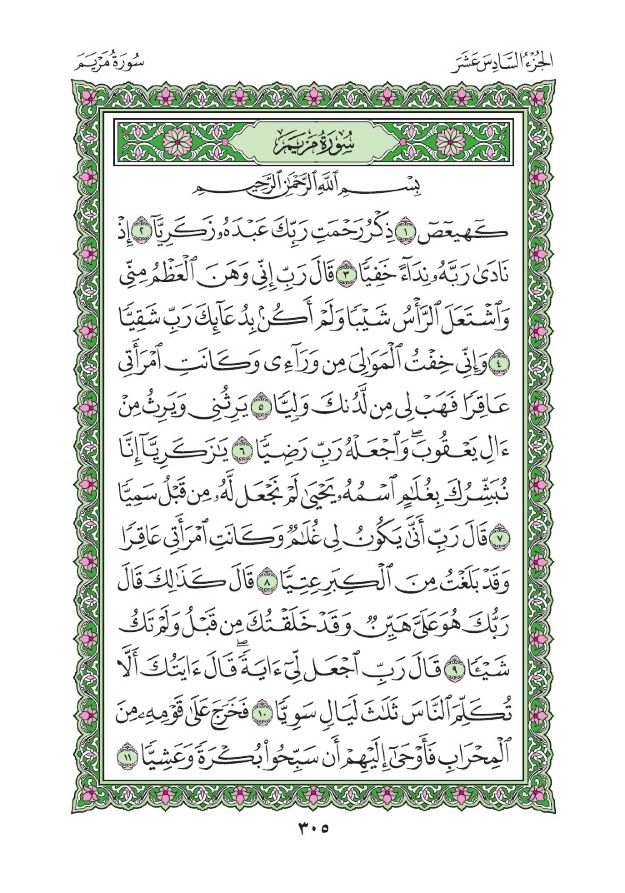 الجُزْءُ السَّادِسَ عَشَرَ
سُورَةُ مَرْيَمَ
سُورَةُ مَرْيَمَ
بِسْمِ ٱللَّهِ ٱلرَّحْمَٰنِ ٱلرَّحِيمِ
كٓهيعٓصٓ ١ ذِكْرُ رَحْمَتِ رَبِّكَ عَبْدَهُۥ زَكَرِيَّآ ٢ إِذْ
نَادَىٰ رَبَّهُۥ نِدَآءً خَفِيًّا ٣ قَالَ رَبِّ إِنِّي وَهَنَ ٱلْعَظْمُ مِنِّي
وَٱشْتَعَلَ ٱلرَّأْسُ شَيْبًا وَلَمْ أَكُنۢ بِدُعَآئِكَ رَبِّ شَقِيًّا
٤ وَإِنِّي خِفْتُ ٱلْمَوَٰلِيَ مِن وَرَآءِي وَكَانَتِ ٱمْرَأَتِي
عَاقِرًا فَهَبْ لِي مِن لَّدُنكَ وَلِيًّا ٥ يَرِثُنِي وَيَرِثُ مِنْ
ءَالِ يَعْقُوبَۖ وَٱجْعَلْهُ رَبِّ رَضِيًّا ٦ يَٰزَكَرِيَّآ إِنَّا
نُبَشِّرُكَ بِغُلَٰمٍ ٱسْمُهُۥ يَحْيَىٰ لَمْ نَجْعَل لَّهُۥ مِن قَبْلُ سَمِيًّا
٧ قَالَ رَبِّ أَنَّىٰ يَكُونُ لِي غُلَٰمٌ وَكَانَتِ ٱمْرَأَتِي عَاقِرًا
وَقَدْ بَلَغْتُ مِنَ ٱلْكِبَرِ عِتِيًّا ٨ قَالَ كَذَٰلِكَ قَالَ
رَبُّكَ هُوَ عَلَيَّ هَيِّنٌ وَقَدْ خَلَقْتُكَ مِن قَبْلُ وَلَمْ تَكُ
شَيْـًٔا ٩ قَالَ رَبِّ ٱجْعَل لِّيٓ ءَايَةًۖ قَالَ ءَايَتُكَ أَلَّا
تُكَلِّمَ ٱلنَّاسَ ثَلَٰثَ لَيَالٍ سَوِيًّا ١٠ فَخَرَجَ عَلَىٰ قَوْمِهِۦ مِنَ
ٱلْمِحْرَابِ فَأَوْحَىٰٓ إِلَيْهِمْ أَن سَبِّحُوا۟ بُكْرَةً وَعَشِيًّا ١١
٣٠٥